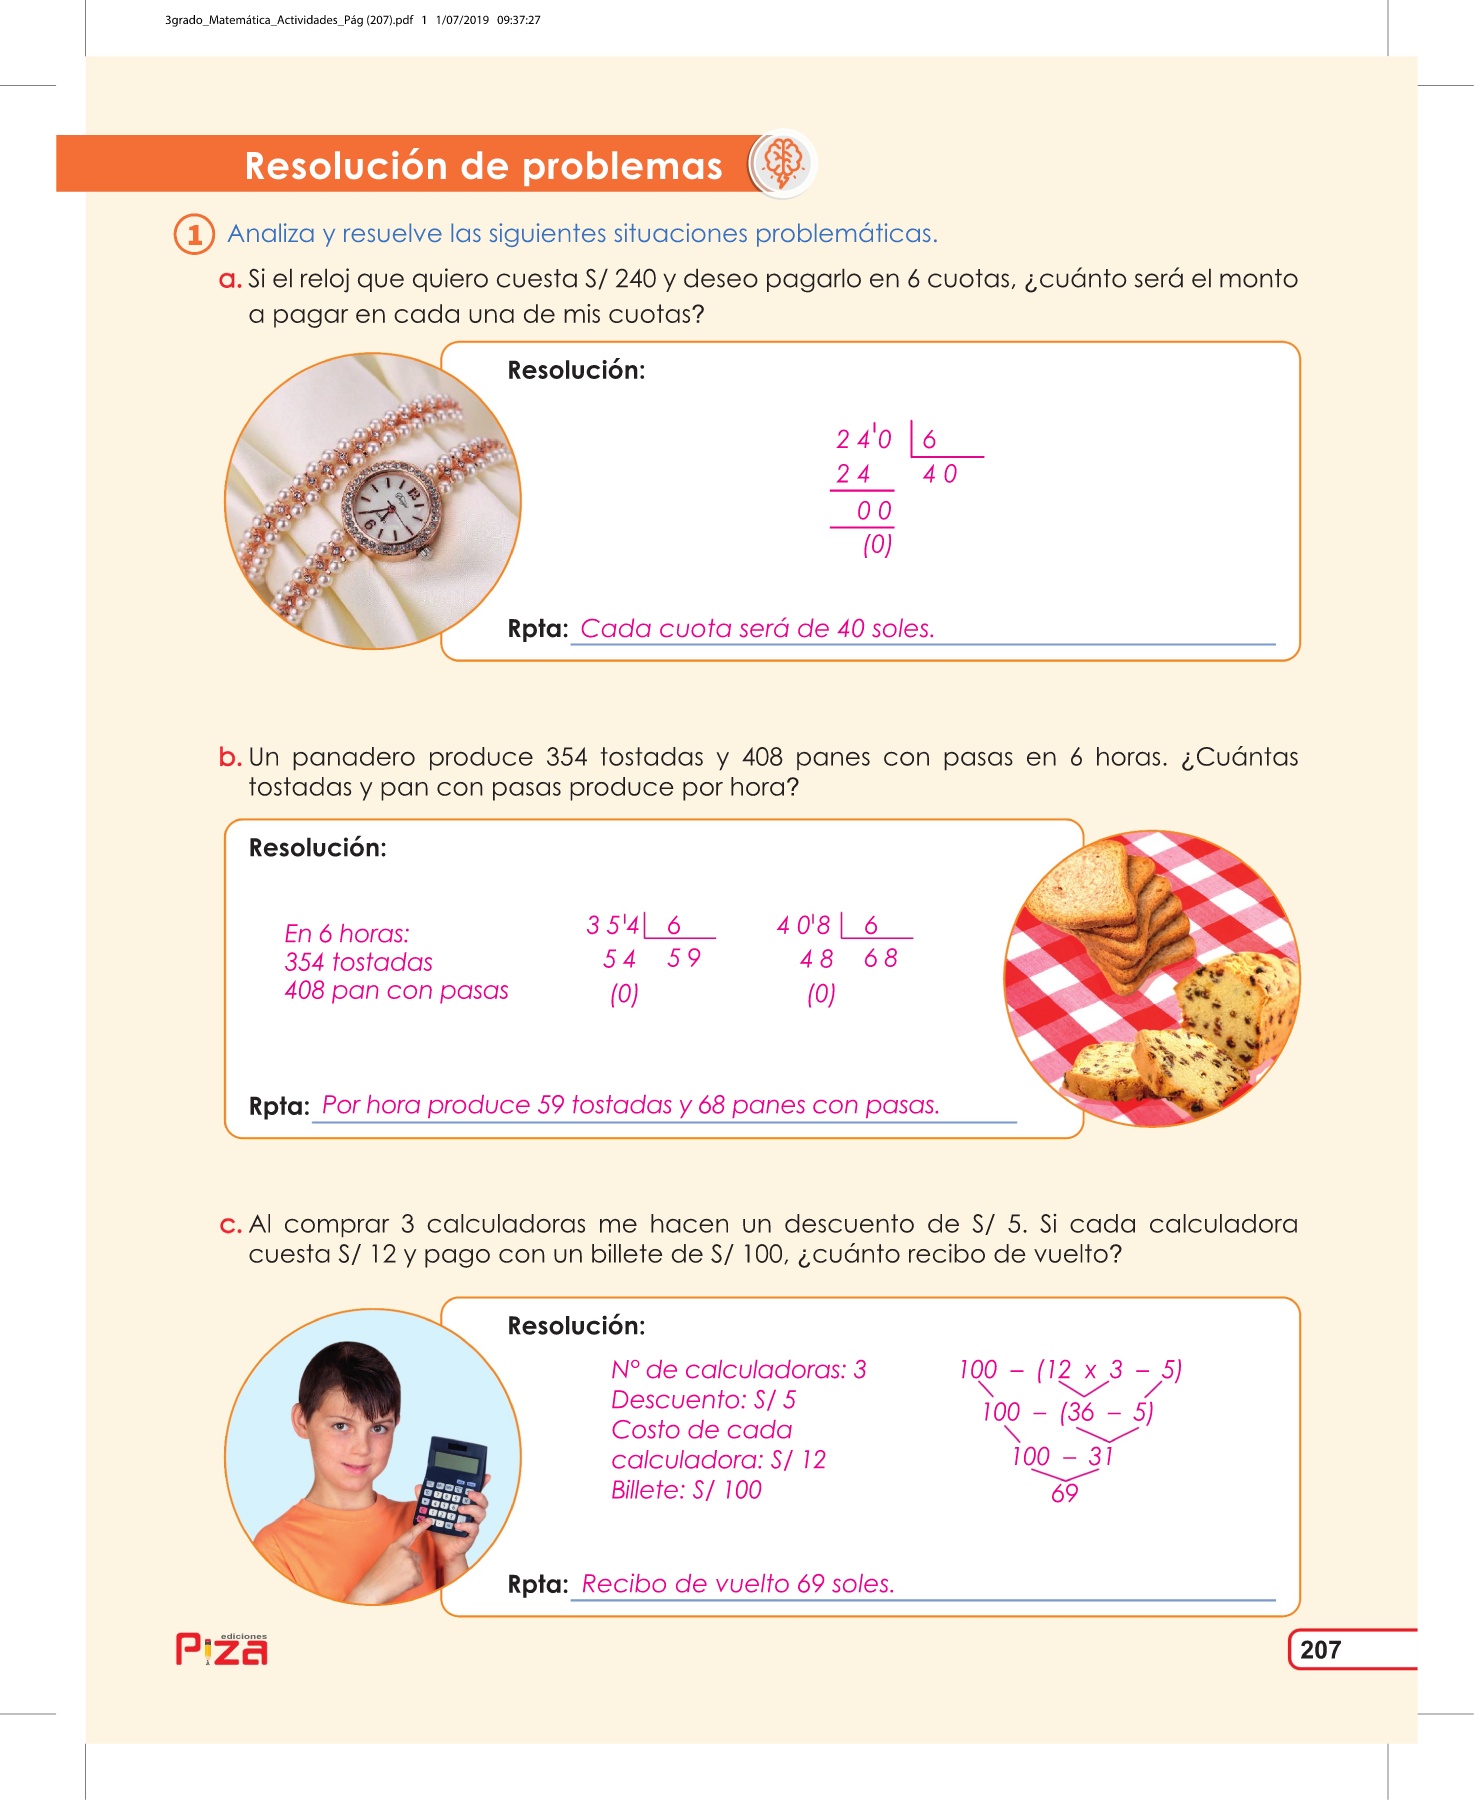 3grado_Matemática_Actividades_Pág (207).pdf 1 1/07/2019 09:37:27
Resolución de problemas
1 Analiza y resuelve las siguientes situaciones problemáticas.
a. Si el reloj que quiero cuesta S/ 240 y deseo pagarlo en 6 cuotas, ¿cuánto será el monto
a pagar en cada una de mis cuotas?
Resolución:
2 4'0 6
2 4 4 0
0 0
(0)
Rpta: Cada cuota será de 40 soles.
b. Un panadero produce 354 tostadas y 408 panes con pasas en 6 horas. ¿Cuántas
tostadas y pan con pasas produce por hora?
Resolución:
En 6 horas:
354 tostadas
408 pan con pasas
3 5'4 6
5 4 5 9
(0)
4 0'8 6
4 8 6 8
(0)
Rpta: Por hora produce 59 tostadas y 68 panes con pasas.
c. Al comprar 3 calculadoras me hacen un descuento de S/ 5. Si cada calculadora
cuesta S/ 12 y pago con un billete de S/ 100, ¿cuánto recibo de vuelto?
Resolución:
N° de calculadoras: 3
Descuento: S/ 5
Costo de cada
calculadora: S/ 12
Billete: S/ 100
100 – (12 x 3 – 5)
100 – (36 – 5)
100 – 31
69
Rpta: Recibo de vuelto 69 soles.
ediciones
Piza
207